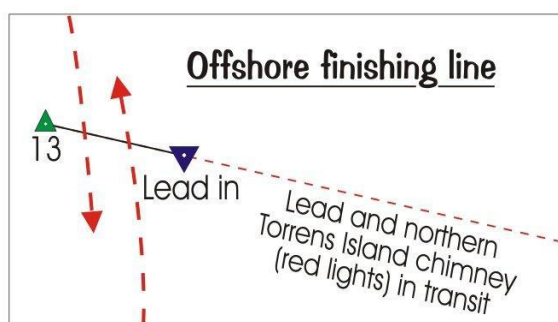 Offshore finishing line
13
Lead in
Lead and northern
Torrens Island chimney
(red lights) in transit